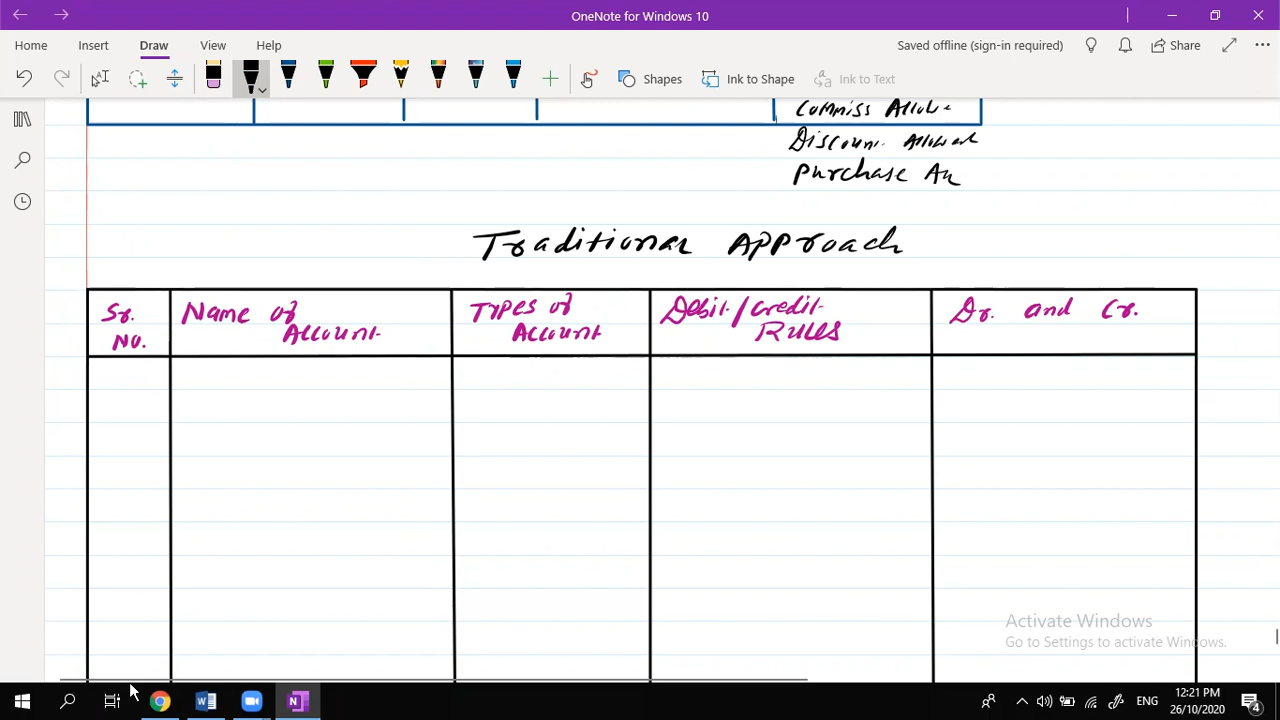 OneNote for Windows 10
Home Insert Draw View Help
Saved offline (sign-in required)
Share
Shapes
Ink to Shape
Ink to Text
Commiss
Discoun. Allowed
Purchase
Traditional Approach
Sr. No.
Name of Account
Types of Account
Debit/Credit Rules
Dr. and Cr.
Activate Windows
Go to Settings to activate Windows.
ENG
12:21 PM
26/10/2020
4